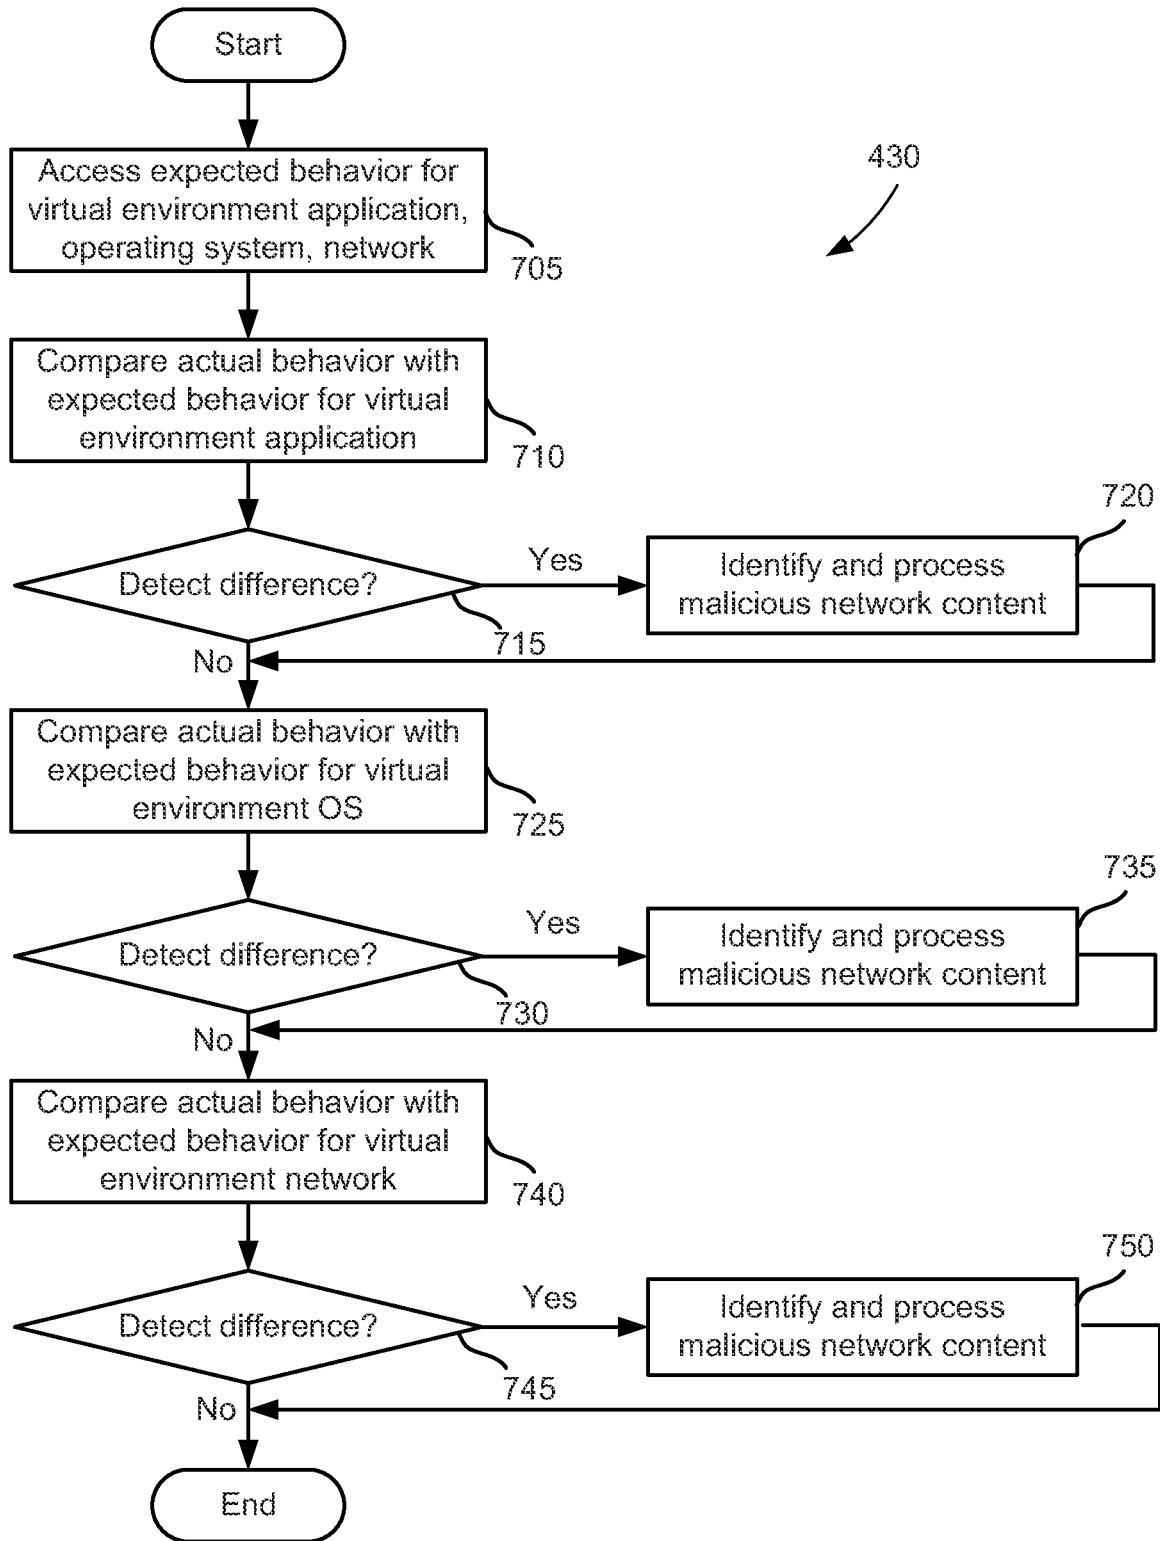 Start
Access expected behavior for
virtual environment application,
operating system, network
705
430
Compare actual behavior with
expected behavior for virtual
environment application
710
Detect difference?
715
Yes
No
720
Identify and process
malicious network content
Compare actual behavior with
expected behavior for virtual
environment OS
725
Detect difference?
730
Yes
No
735
Identify and process
malicious network content
Compare actual behavior with
expected behavior for virtual
environment network
740
Detect difference?
745
Yes
No
750
Identify and process
malicious network content
End